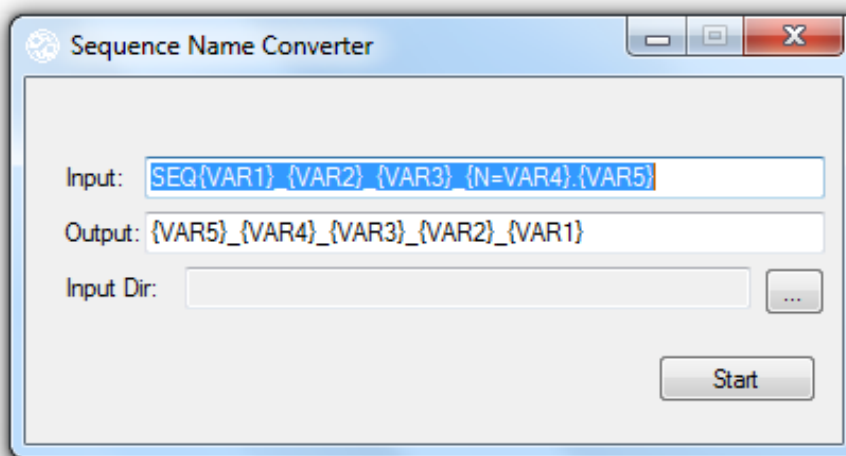 Sequence Name Converter
Input: SEQ{VAR1}_{VAR2}_{VAR3}_{N=VAR4}.{VAR5}
Output: {VAR5}_{VAR4}_{VAR3}_{VAR2}_{VAR1}
Input Dir: ...
Start